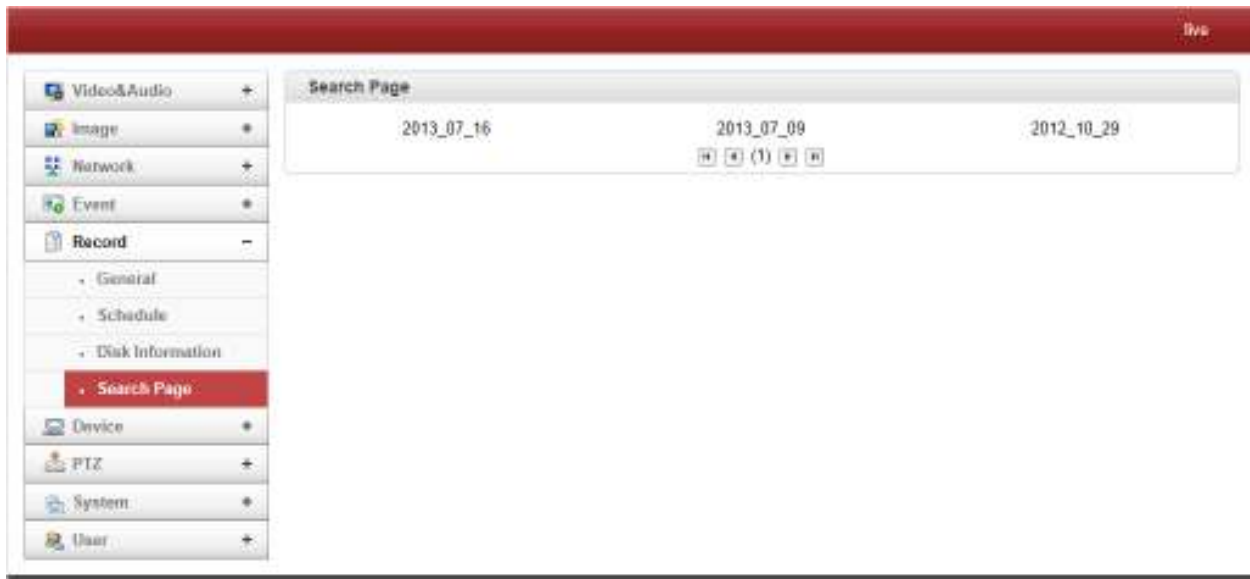 live
Video&Audio +
Image +
Network +
Event +
Record -
General
Schedule
Disk Information
Search Page
Device +
PTZ +
System +
User +
Search Page
2013_07_16 2013_07_09 2012_10_29
(1)